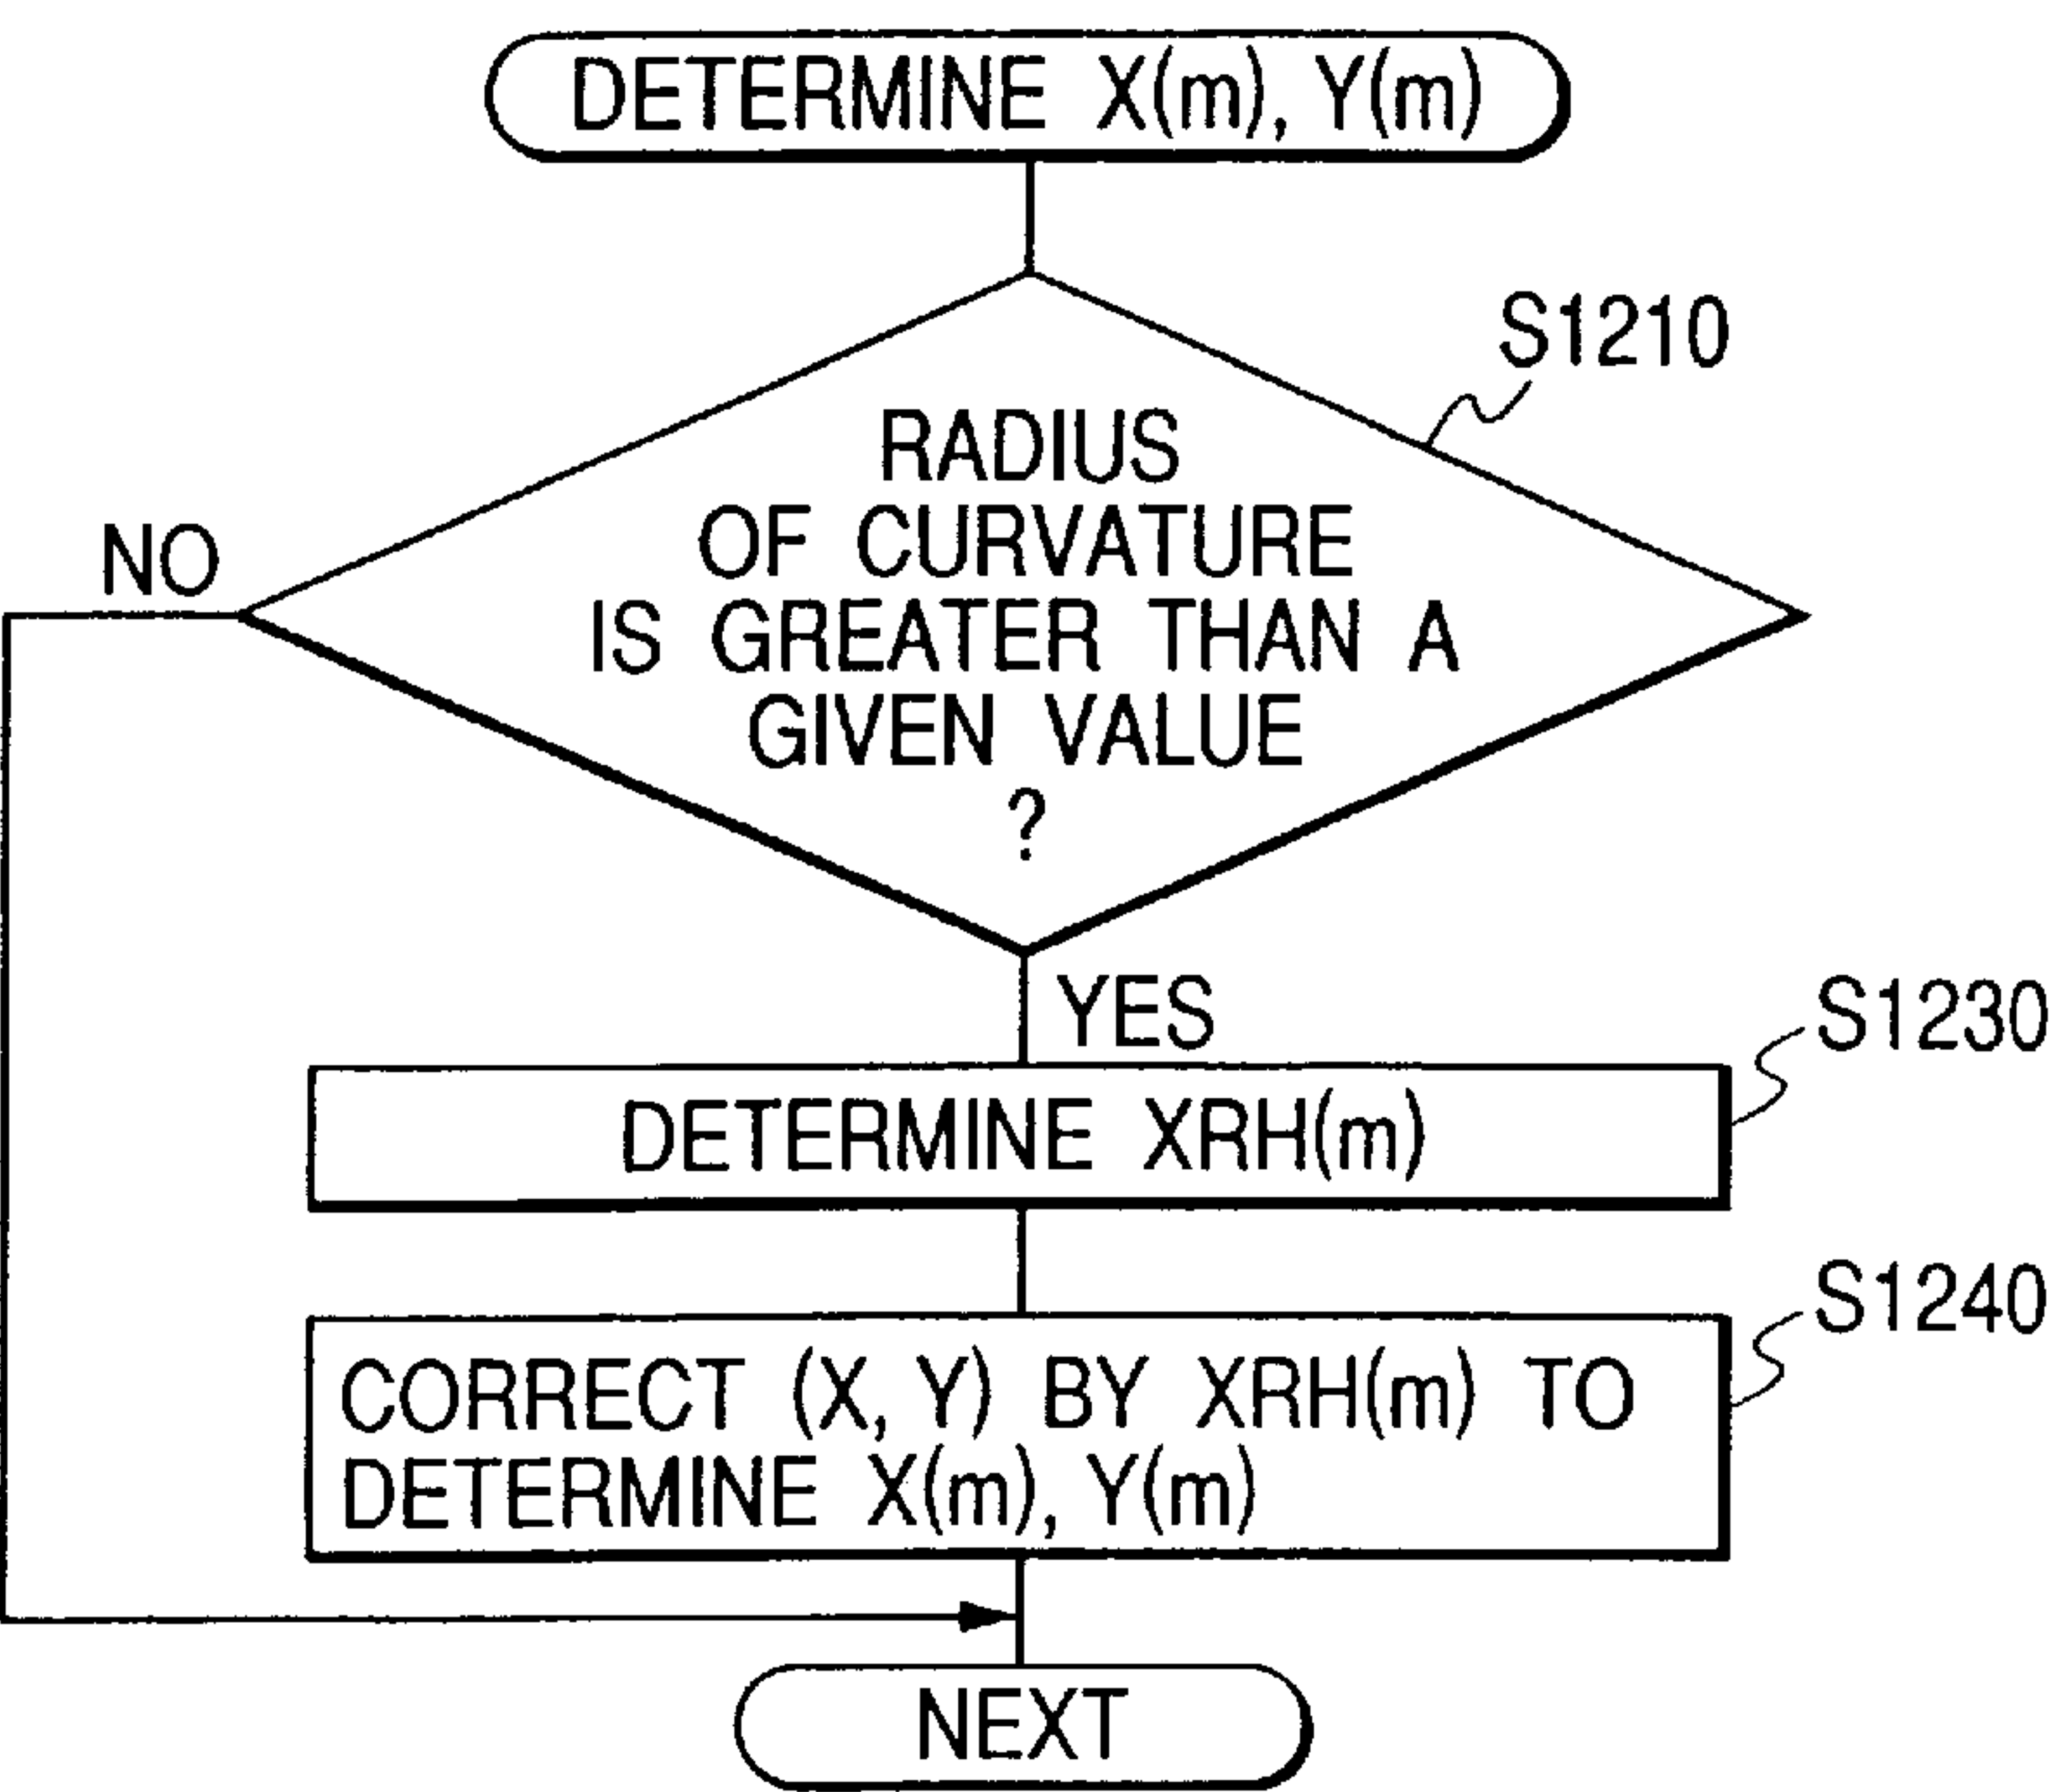 DETERMINE X(m), Y(m)
S1210
RADIUS
OF CURVATURE
IS GREATER THAN A
GIVEN VALUE
?
NO
YES
S1230
DETERMINE XRH(m)
S1240
CORRECT (X, Y) BY XRH(m) TO
DETERMINE X(m), Y(m)
NEXT